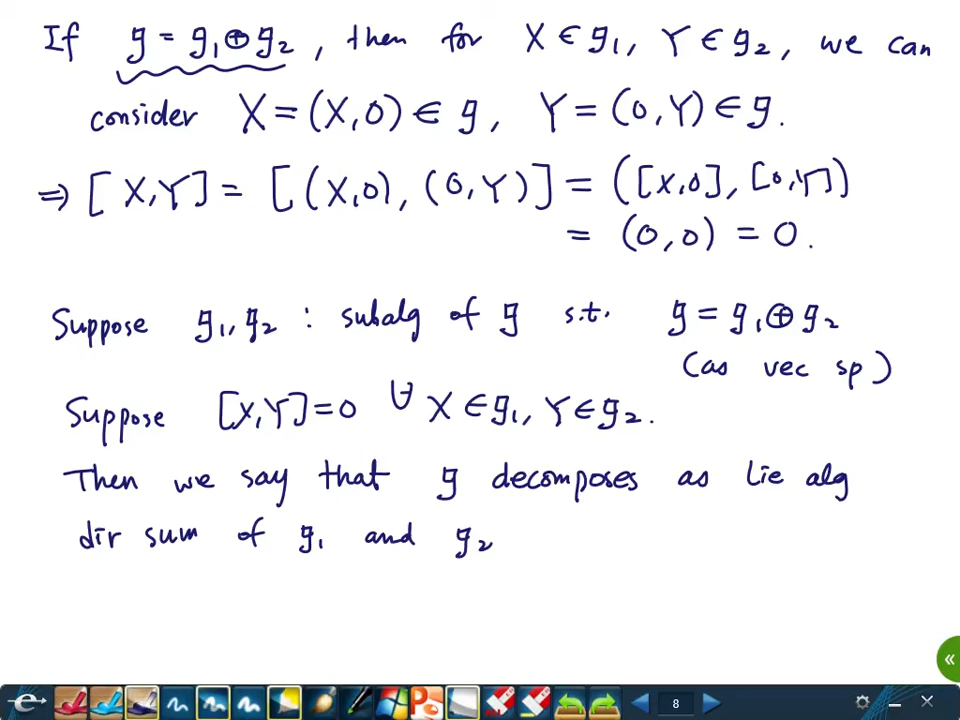 If g = g₁⊕g₂, then for X ∈ g₁, Y ∈ g₂, we can
consider X = (X,0) ∈ g, Y = (0,Y) ∈ g.
⇒ [X,Y] = [(X,0), (0,Y)] = ([X,0], [0,Y])
= (0,0) = 0.
Suppose g₁, g₂ : subalg of g s.t. g = g₁⊕g₂
(as vec sp)
Suppose [X,Y]=0 ∀ X∈g₁, Y∈g₂.
Then we say that g decomposes as Lie alg
dir sum of g₁ and g₂
8